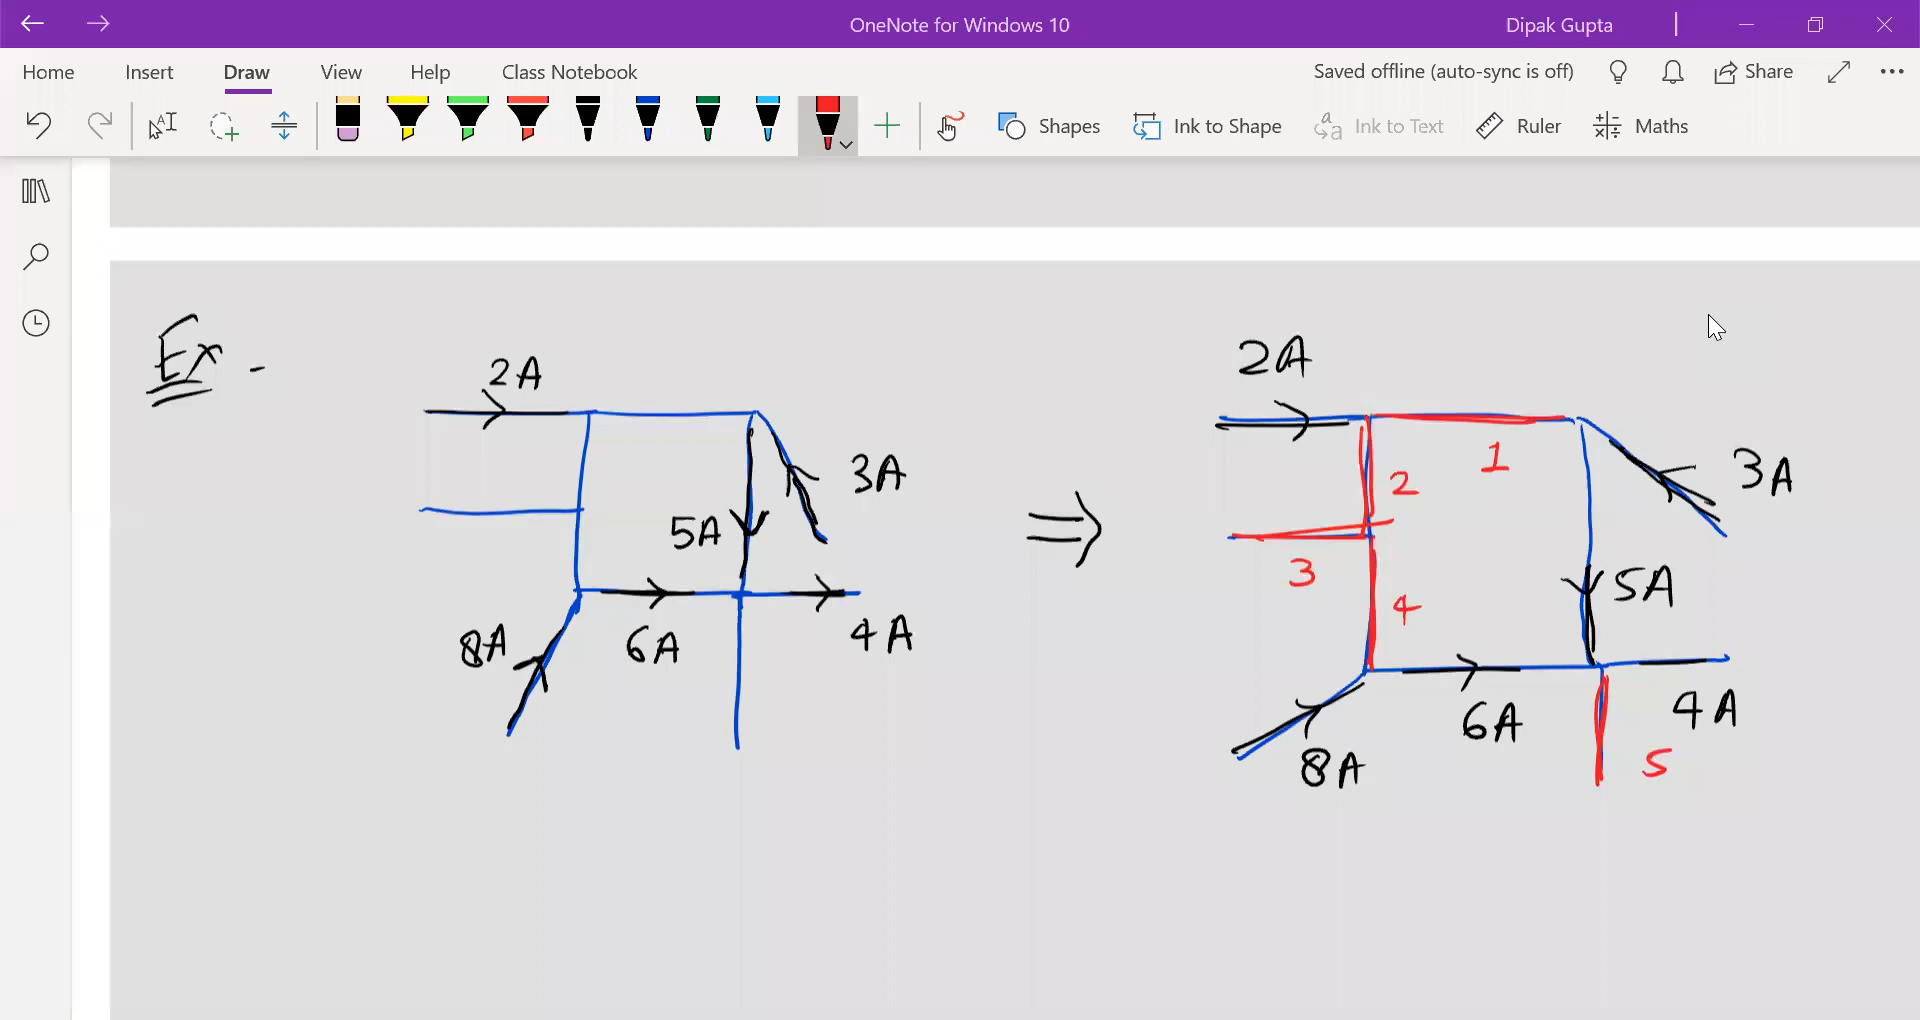 OneNote for Windows 10
Dipak Gupta
Home Insert Draw View Help Class Notebook
Saved offline (auto-sync is off) Share
Shapes Ink to Shape Ink to Text Ruler Maths
Ex -
2A
3A
5A
8A
6A
4A
2A
1
3A
2
3
5A
4
6A
4A
8A
5